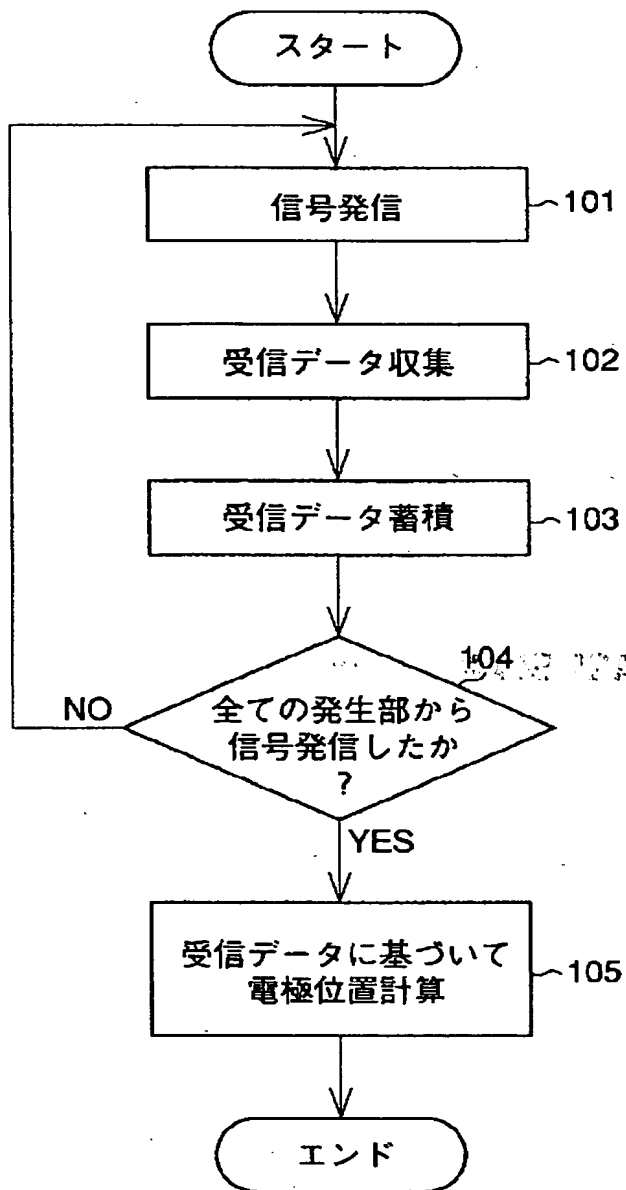 スタート
信号発信
101
受信データ収集
102
受信データ蓄積
103
104
全ての発生部から
信号発信したか
?
NO
YES
受信データに基づいて
電極位置計算
105
エンド